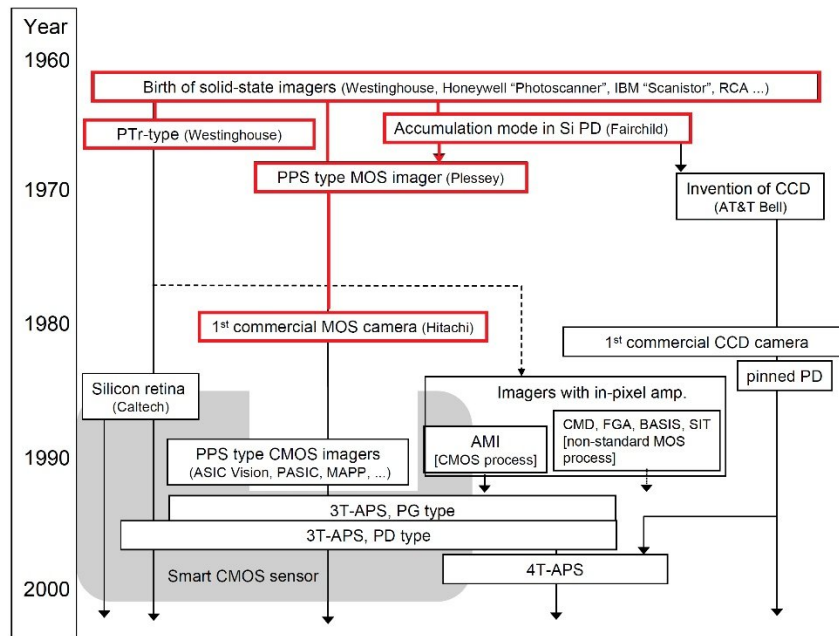 Year
1960
Birth of solid-state imagers (Westinghouse, Honeywell “Photoscanner”, IBM “Scanistor”, RCA ...)
PTr-type (Westinghouse)
Accumulation mode in Si PD (Fairchild)
PPS type MOS imager (Plessey)
1970
Invention of CCD
(AT&T Bell)
1980
1st commercial MOS camera (Hitachi)
1st commercial CCD camera
pinned PD
Silicon retina
(Caltech)
Imagers with in-pixel amp.
CMD, FGA, BASIS, SIT
[non-standard MOS
process]
AMI
[CMOS process]
1990
PPS type CMOS imagers
(ASIC Vision, PASIC, MAPP, ...)
3T-APS, PG type
3T-APS, PD type
Smart CMOS sensor
4T-APS
2000